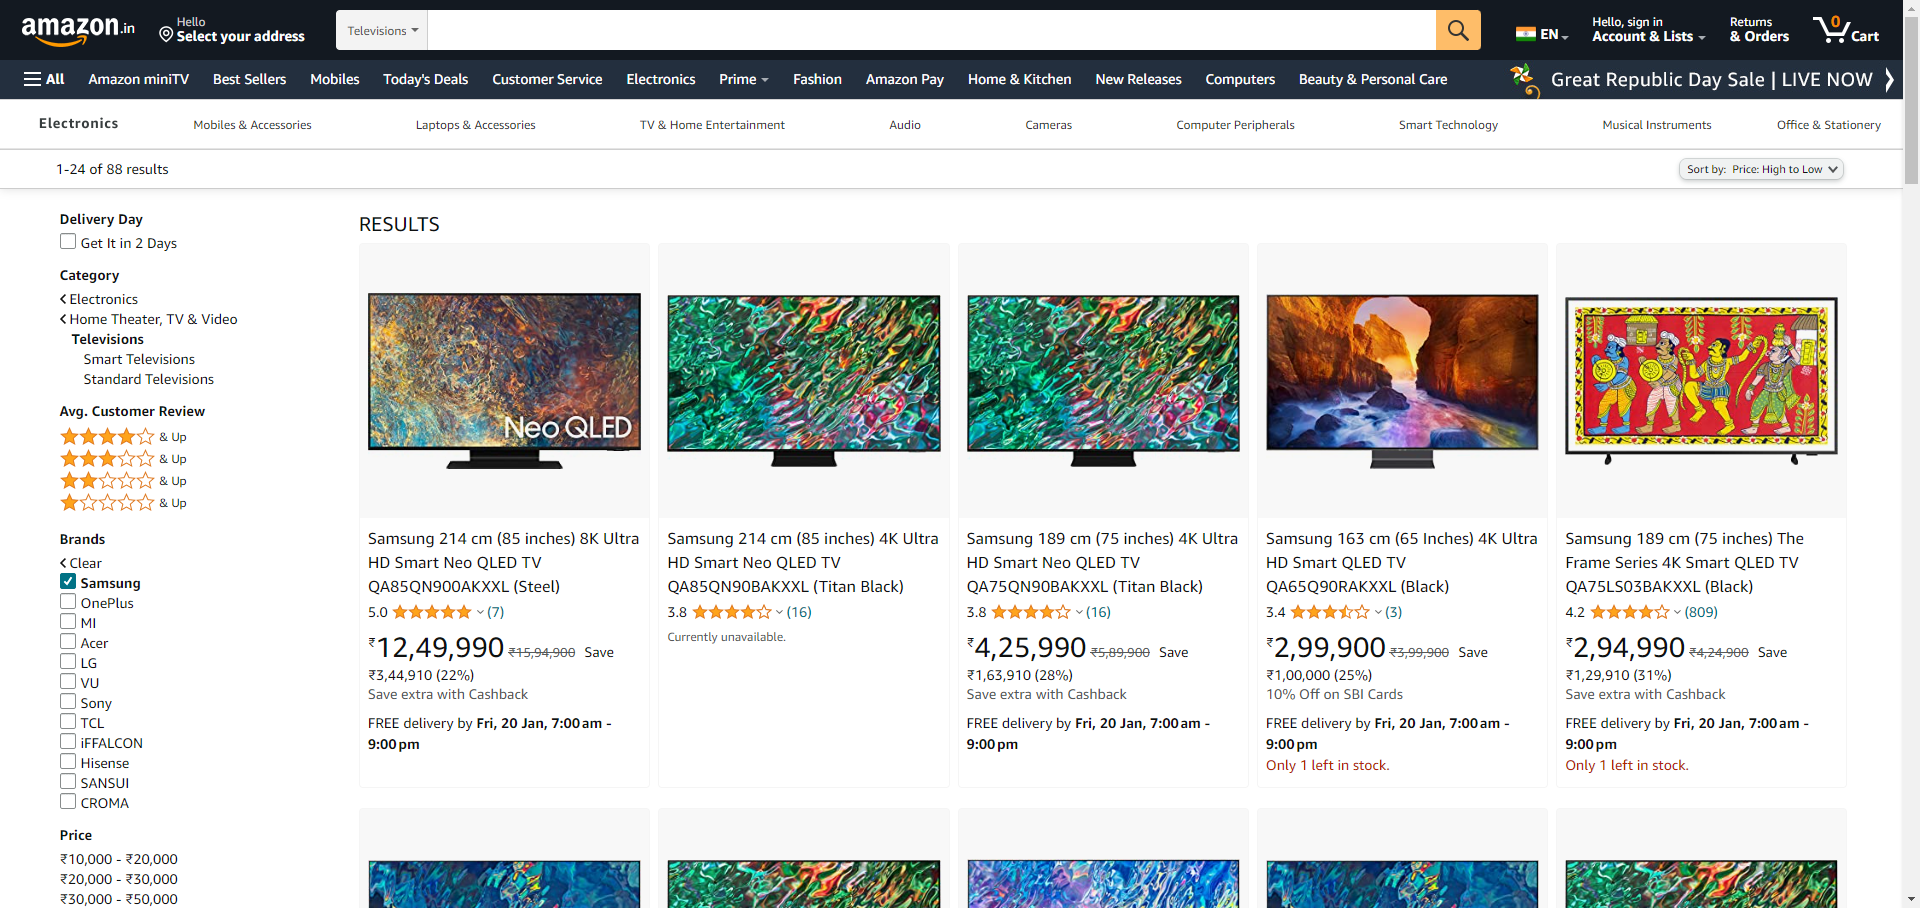 amazon.in
Hello
Select your address
Televisions
EN
Hello, sign in
Account & Lists
Returns
& Orders
0
Cart
All
Amazon miniTV
Best Sellers
Mobiles
Today's Deals
Customer Service
Electronics
Prime
Fashion
Amazon Pay
Home & Kitchen
New Releases
Computers
Beauty & Personal Care
Great Republic Day Sale | LIVE NOW
Electronics
Mobiles & Accessories
Laptops & Accessories
TV & Home Entertainment
Audio
Cameras
Computer Peripherals
Smart Technology
Musical Instruments
Office & Stationery
1-24 of 88 results
Sort by: Price: High to Low
Delivery Day
Get It in 2 Days
Category
Electronics
Home Theater, TV & Video
Televisions
Smart Televisions
Standard Televisions
Avg. Customer Review
& Up
& Up
& Up
& Up
Brands
Clear
Samsung
OnePlus
MI
Acer
LG
VU
Sony
TCL
iFFALCON
Hisense
SANSUI
CROMA
Price
₹10,000 - ₹20,000
₹20,000 - ₹30,000
₹30,000 - ₹50,000
RESULTS
Neo QLED
Samsung 214 cm (85 inches) 8K Ultra
HD Smart Neo QLED TV
QA85QN900AKXXL (Steel)
5.0 (7)
₹12,49,990 ₹15,94,900 Save
₹3,44,910 (22%)
Save extra with Cashback
FREE delivery by Fri, 20 Jan, 7:00 am -
9:00 pm
Samsung 214 cm (85 inches) 4K Ultra
HD Smart Neo QLED TV
QA85QN90BAKXXL (Titan Black)
3.8 (16)
Currently unavailable.
Samsung 189 cm (75 inches) 4K Ultra
HD Smart Neo QLED TV
QA75QN90BAKXXL (Titan Black)
3.8 (16)
₹4,25,990 ₹5,89,900 Save
₹1,63,910 (28%)
Save extra with Cashback
FREE delivery by Fri, 20 Jan, 7:00 am -
9:00 pm
Samsung 163 cm (65 Inches) 4K Ultra
HD Smart QLED TV
QA65Q90RAKXXL (Black)
3.4 (3)
₹2,99,900 ₹3,99,900 Save
₹1,00,000 (25%)
10% Off on SBI Cards
FREE delivery by Fri, 20 Jan, 7:00 am -
9:00 pm
Only 1 left in stock.
Samsung 189 cm (75 inches) The
Frame Series 4K Smart QLED TV
QA75LS03BAKXXL (Black)
4.2 (809)
₹2,94,990 ₹4,24,900 Save
₹1,29,910 (31%)
Save extra with Cashback
FREE delivery by Fri, 20 Jan, 7:00 am -
9:00 pm
Only 1 left in stock.